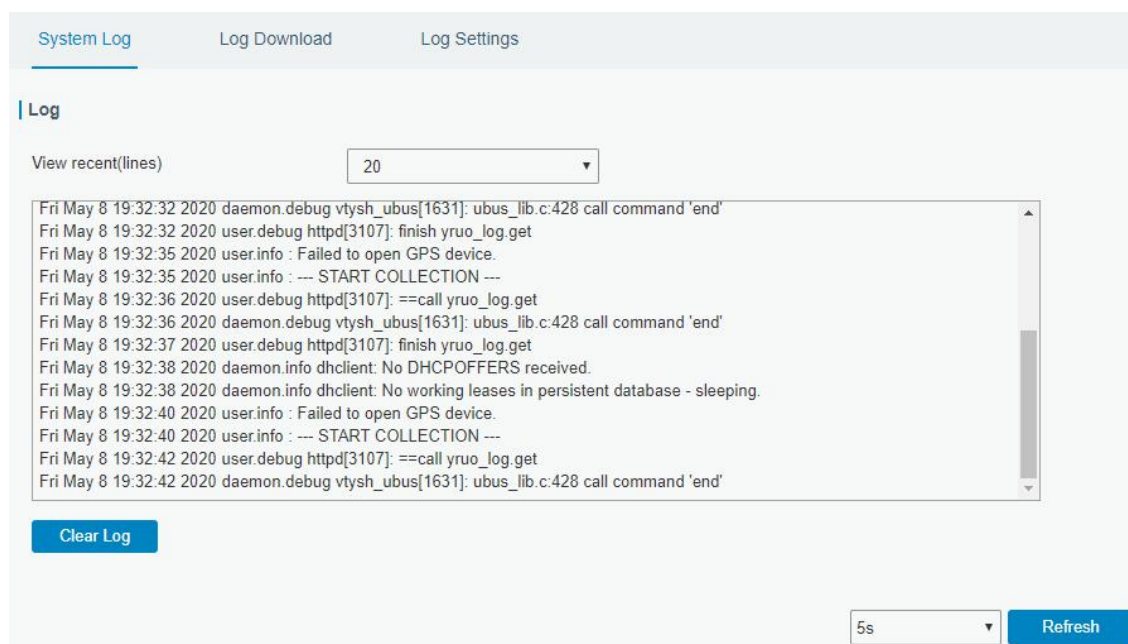 System Log Log Download Log Settings
Log
View recent(lines) 20
Fri May 8 19:32:32 2020 daemon.debug vtysh_ubus[1631]: ubus_lib.c:428 call command 'end'
Fri May 8 19:32:32 2020 user.debug httpd[3107]: finish yruo_log.get
Fri May 8 19:32:35 2020 user.info : Failed to open GPS device.
Fri May 8 19:32:35 2020 user.info : --- START COLLECTION ---
Fri May 8 19:32:36 2020 user.debug httpd[3107]: ==call yruo_log.get
Fri May 8 19:32:36 2020 daemon.debug vtysh_ubus[1631]: ubus_lib.c:428 call command 'end'
Fri May 8 19:32:37 2020 user.debug httpd[3107]: finish yruo_log.get
Fri May 8 19:32:38 2020 daemon.info dhclient: No DHCPOFFERS received.
Fri May 8 19:32:38 2020 daemon.info dhclient: No working leases in persistent database - sleeping.
Fri May 8 19:32:40 2020 user.info : Failed to open GPS device.
Fri May 8 19:32:40 2020 user.info : --- START COLLECTION ---
Fri May 8 19:32:42 2020 user.debug httpd[3107]: ==call yruo_log.get
Fri May 8 19:32:42 2020 daemon.debug vtysh_ubus[1631]: ubus_lib.c:428 call command 'end'
Clear Log
5s Refresh